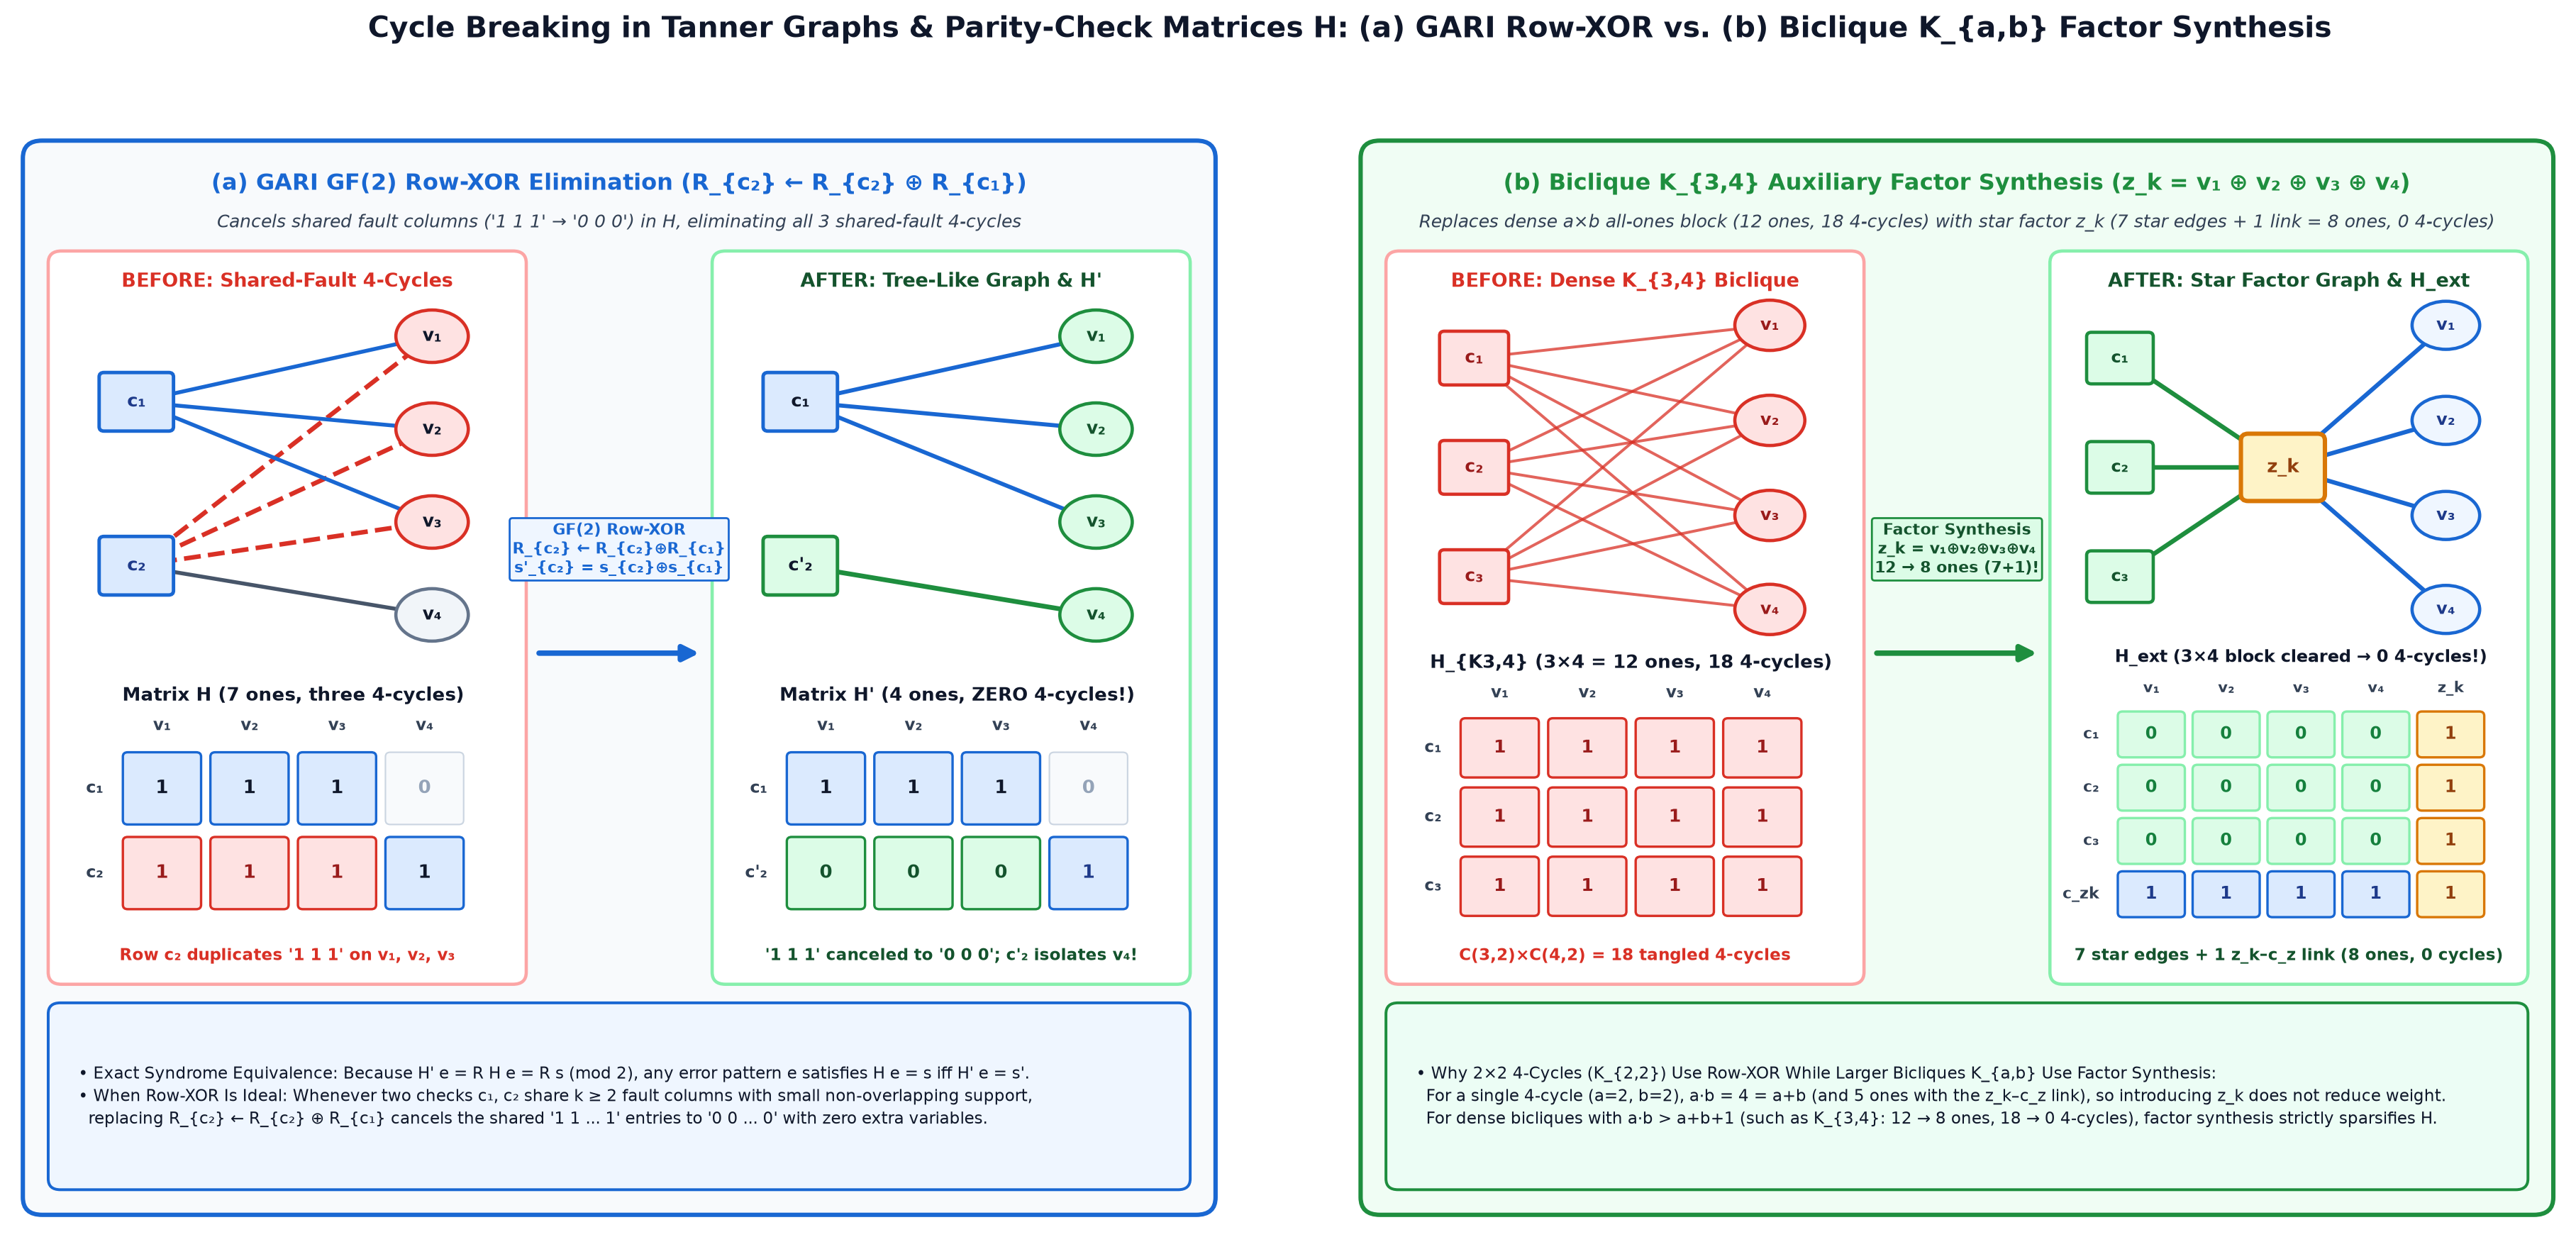 Cycle Breaking in Tanner Graphs & Parity-Check Matrices H: (a) GARI Row-XOR vs. (b) Biclique K_{a,b} Factor Synthesis
(a) GARI GF(2) Row-XOR Elimination (R_{c₂} ← R_{c₂} ⊕ R_{c₁})
Cancels shared fault columns ('1 1 1' → '0 0 0') in H, eliminating all 3 shared-fault 4-cycles
BEFORE: Shared-Fault 4-Cycles
v₁
c₁
v₂
v₃
c₂
v₄
Matrix H (7 ones, three 4-cycles)
v₁ v₂ v₃ v₄
c₁ 1 1 1 0
c₂ 1 1 1 1
Row c₂ duplicates '1 1 1' on v₁, v₂, v₃
GF(2) Row-XOR
R_{c₂} ← R_{c₂}⊕R_{c₁}
s'_{c₂} = s_{c₂}⊕s_{c₁}
AFTER: Tree-Like Graph & H'
v₁
c₁
v₂
v₃
c'₂
v₄
Matrix H' (4 ones, ZERO 4-cycles!)
v₁ v₂ v₃ v₄
c₁ 1 1 1 0
c'₂ 0 0 0 1
'1 1 1' canceled to '0 0 0'; c'₂ isolates v₄!
• Exact Syndrome Equivalence: Because H' e = R H e = R s (mod 2), any error pattern e satisfies H e = s iff H' e = s'.
• When Row-XOR Is Ideal: Whenever two checks c₁, c₂ share k ≥ 2 fault columns with small non-overlapping support,
replacing R_{c₂} ← R_{c₂} ⊕ R_{c₁} cancels the shared '1 1 ... 1' entries to '0 0 ... 0' with zero extra variables.
(b) Biclique K_{3,4} Auxiliary Factor Synthesis (z_k = v₁ ⊕ v₂ ⊕ v₃ ⊕ v₄)
Replaces dense a×b all-ones block (12 ones, 18 4-cycles) with star factor z_k (7 star edges + 1 link = 8 ones, 0 4-cycles)
BEFORE: Dense K_{3,4} Biclique
v₁
c₁
v₂
c₂
v₃
c₃
v₄
H_{K3,4} (3×4 = 12 ones, 18 4-cycles)
v₁ v₂ v₃ v₄
c₁ 1 1 1 1
c₂ 1 1 1 1
c₃ 1 1 1 1
C(3,2)×C(4,2) = 18 tangled 4-cycles
Factor Synthesis
z_k = v₁⊕v₂⊕v₃⊕v₄
12 → 8 ones (7+1)!
AFTER: Star Factor Graph & H_ext
v₁
c₁
v₂
c₂
z_k
v₃
c₃
v₄
H_ext (3×4 block cleared → 0 4-cycles!)
v₁ v₂ v₃ v₄ z_k
c₁ 0 0 0 0 1
c₂ 0 0 0 0 1
c₃ 0 0 0 0 1
c_zk 1 1 1 1 1
7 star edges + 1 z_k–c_z link (8 ones, 0 cycles)
• Why 2×2 4-Cycles (K_{2,2}) Use Row-XOR While Larger Bicliques K_{a,b} Use Factor Synthesis:
For a single 4-cycle (a=2, b=2), a·b = 4 = a+b (and 5 ones with the z_k–c_z link), so introducing z_k does not reduce weight.
For dense bicliques with a·b > a+b+1 (such as K_{3,4}: 12 → 8 ones, 18 → 0 4-cycles), factor synthesis strictly sparsifies H.